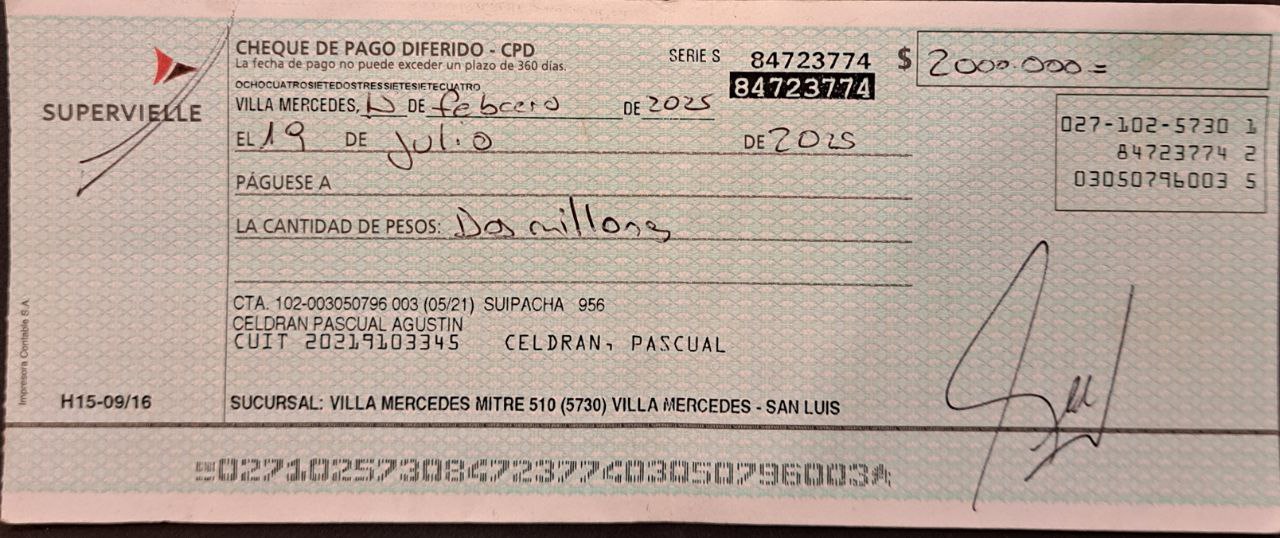 CHEQUE DE PAGO DIFERIDO - CPD
La fecha de pago no puede exceder un plazo de 360 días.
SERIE S 84723774
84723774
$ 2000.000=
OCHOCUATROSIETEDOSTRESSIETESIETECUATRO
SUPERVIELLE
VILLA MERCEDES, DE febrero DE 2025
EL 19 DE Julio DE 2025
027-102-5730 1
84723774 2
03050796003 5
PÁGUESE A
LA CANTIDAD DE PESOS: Dos millones
CTA. 102-003050796 003 (05/21) SUIPACHA 956
CELDRAN PASCUAL AGUSTIN
CUIT 20219103345 CELDRAN, PASCUAL
Impresora Contable S.A
H15-09/16
SUCURSAL: VILLA MERCEDES MITRE 510 (5730) VILLA MERCEDES - SAN LUIS
02710257308472377403050796003